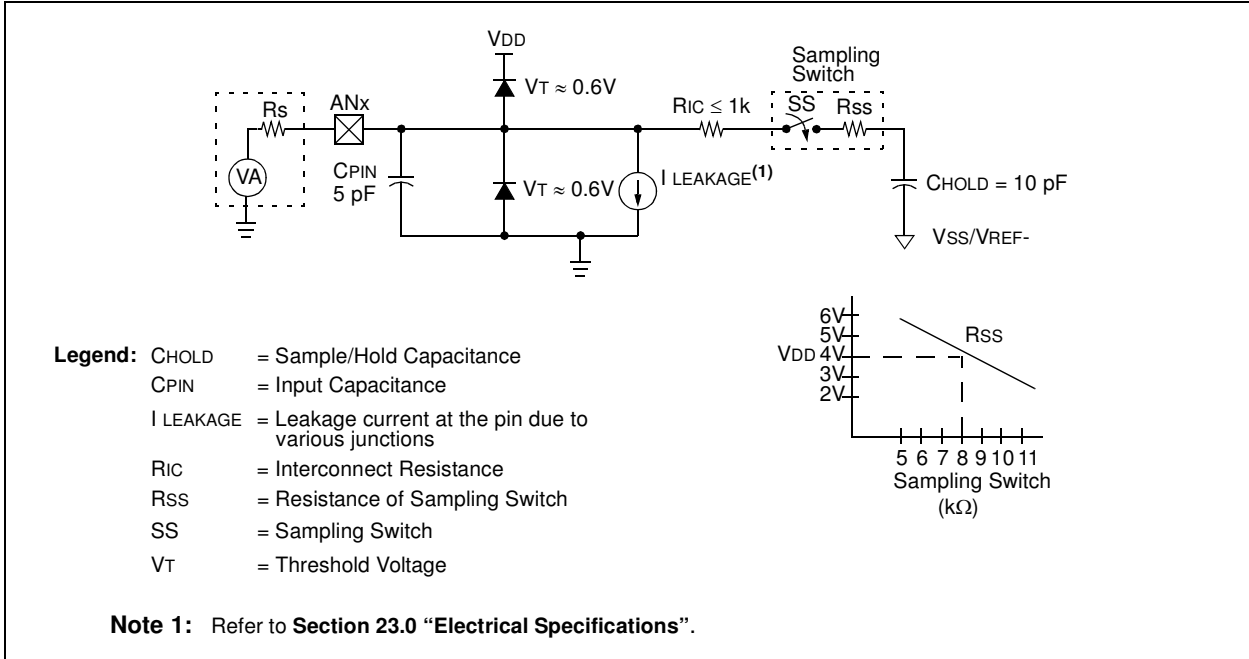 VDD
Sampling
Switch
VT ≈ 0.6V
Rs
ANx
RIC ≤ 1k
SS
Rss
VA
CPIN
5 pF
VT ≈ 0.6V
I LEAKAGE(1)
CHOLD = 10 pF
VSS/VREF-
6V
5V
VDD 4V
3V
2V
RSS
5 6 7 8 9 10 11
Sampling Switch
(kΩ)
Legend: CHOLD = Sample/Hold Capacitance
CPIN = Input Capacitance
I LEAKAGE = Leakage current at the pin due to
various junctions
RIC = Interconnect Resistance
RSS = Resistance of Sampling Switch
SS = Sampling Switch
VT = Threshold Voltage
Note 1: Refer to Section 23.0 “Electrical Specifications”.